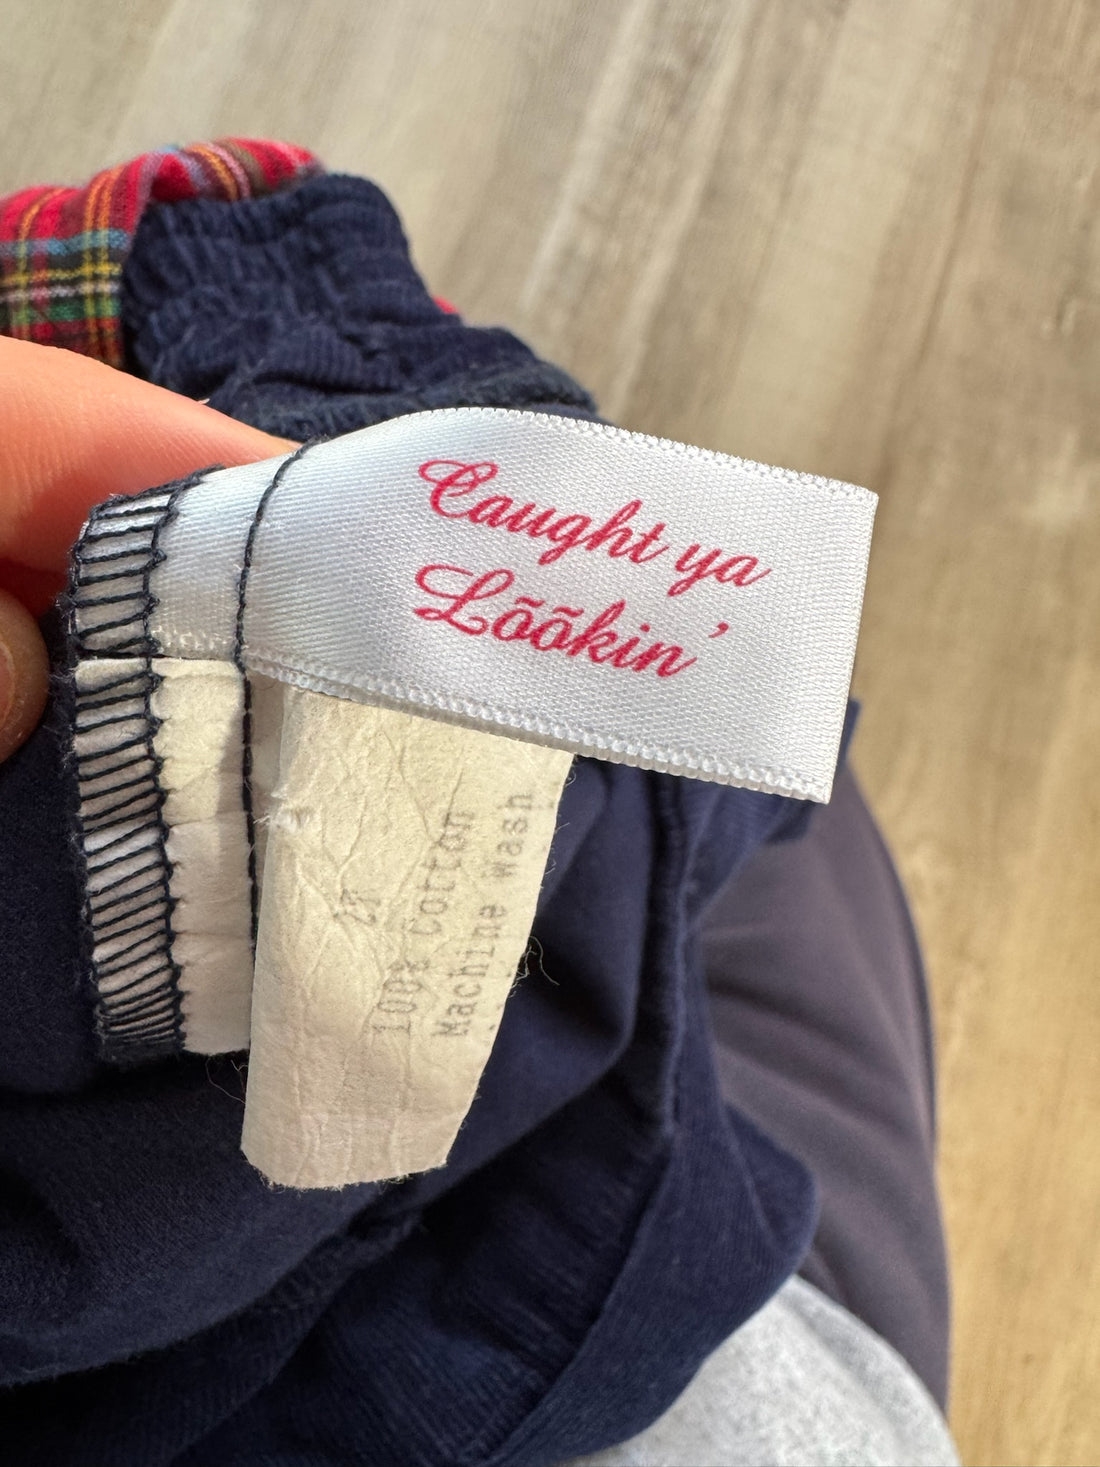 Caught ya
Lõõkin’
2T
100% Cotton
Machine Wash